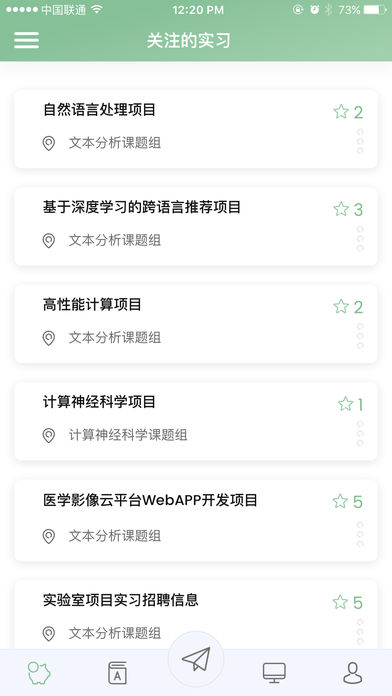 中国联通 12:20 PM 73%
关注的实习
自然语言处理项目 2
文本分析课题组
基于深度学习的跨语言推荐项目 3
文本分析课题组
高性能计算项目 2
文本分析课题组
计算神经科学项目 1
计算神经科学课题组
医学影像云平台WebAPP开发项目 5
文本分析课题组
实验室项目实习招聘信息 5
文本分析课题组
A